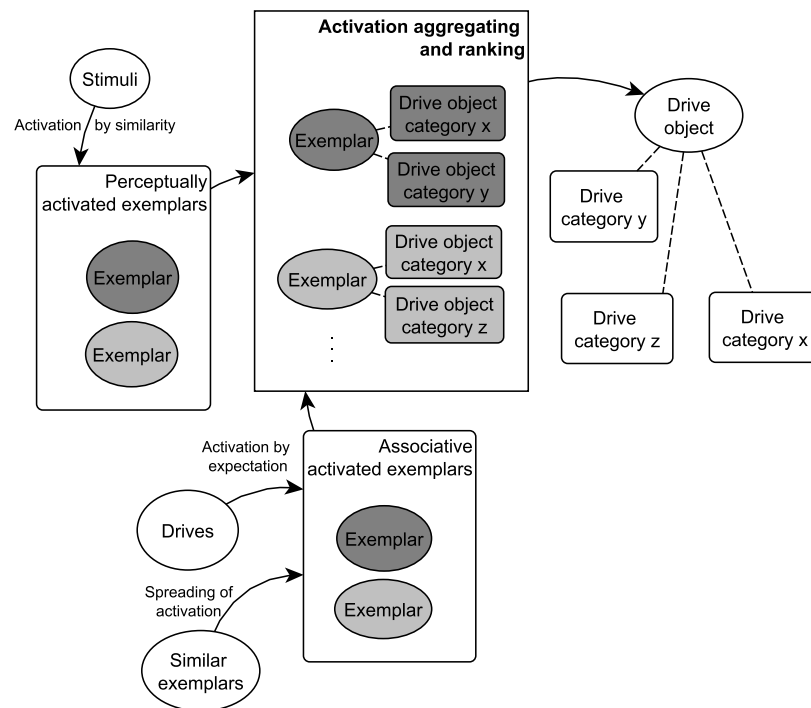 Activation aggregating
and ranking
Stimuli
Activation by similarity
Perceptually
activated exemplars
Exemplar
Exemplar
Exemplar
Drive object
category x
Drive object
category y
Exemplar
Drive object
category x
Drive object
category z
Drive
object
Drive
category y
Drive
category z
Drive
category x
Associative
activated exemplars
Exemplar
Exemplar
Activation by
expectation
Drives
Spreading of
activation
Similar
exemplars